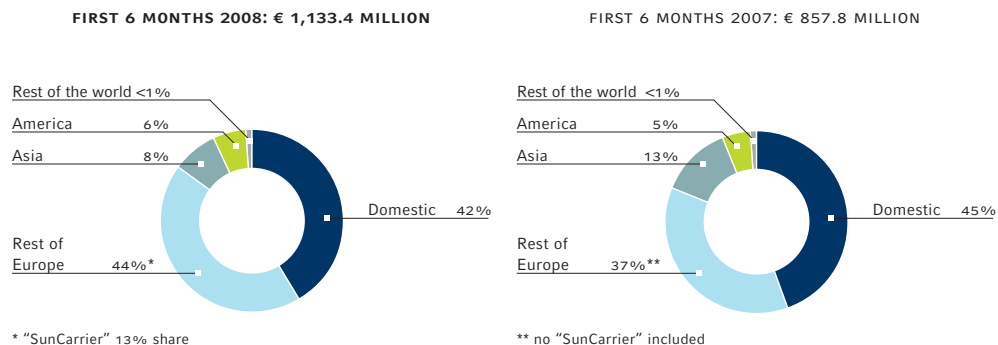 FIRST 6 MONTHS 2008: € 1,133.4 MILLION
Rest of the world <1%
America 6%
Asia 8%
Domestic 42%
Rest of
Europe 44%*
* “SunCarrier” 13% share
FIRST 6 MONTHS 2007: € 857.8 MILLION
Rest of the world <1%
America 5%
Asia 13%
Domestic 45%
Rest of
Europe 37%**
** no “SunCarrier” included